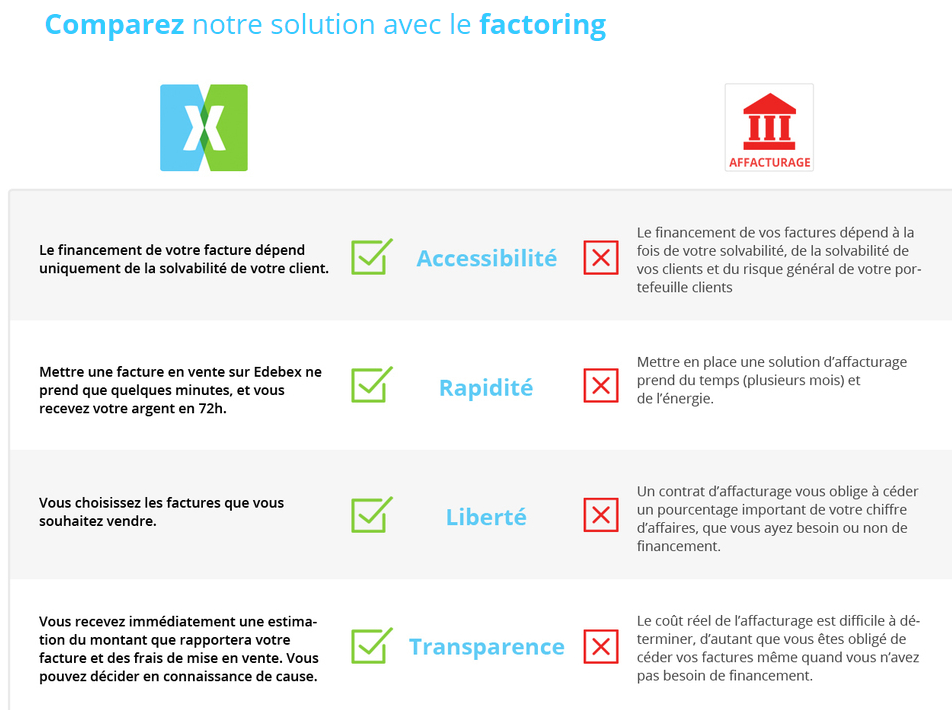 Comparez notre solution avec le factoring
X
AFFACTURAGE
Le financement de votre facture dépend
uniquement de la solvabilité de votre client.
Accessibilité
Le financement de vos factures dépend à la
fois de votre solvabilité, de la solvabilité de
vos clients et du risque général de votre por-
tefeuille clients
Mettre une facture en vente sur Edebex ne
prend que quelques minutes, et vous
recevez votre argent en 72h.
Rapidité
Mettre en place une solution d’affacturage
prend du temps (plusieurs mois) et
de l’énergie.
Vous choisissez les factures que vous
souhaitez vendre.
Liberté
Un contrat d’affacturage vous oblige à céder
un pourcentage important de votre chiffre
d’affaires, que vous ayez besoin ou non de
financement.
Vous recevez immédiatement une estima-
tion du montant que rapportera votre
facture et des frais de mise en vente. Vous
pouvez décider en connaissance de cause.
Transparence
Le coût réel de l’affacturage est difficile à dé-
terminer, d’autant que vous êtes obligé de
céder vos factures même quand vous n’avez
pas besoin de financement.